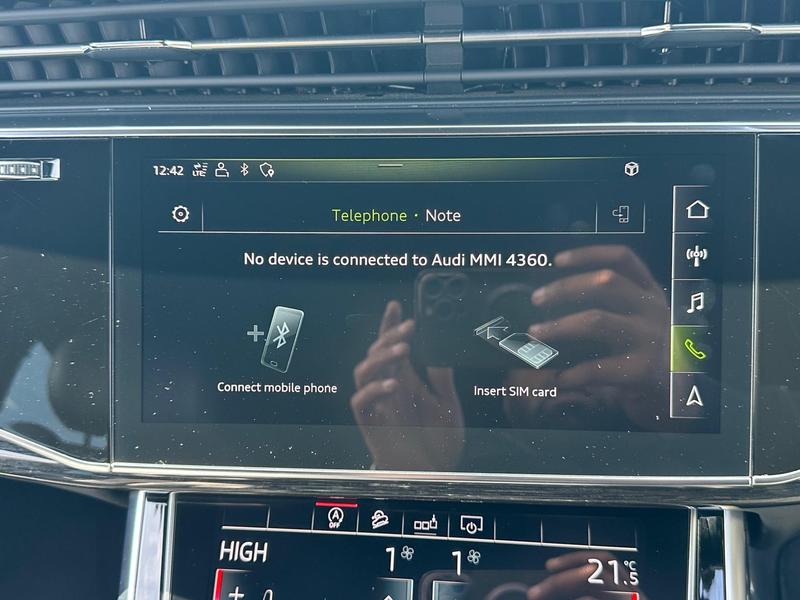 12:42 LTE
Telephone · Note
No device is connected to Audi MMI 4360.
Connect mobile phone
Insert SIM card
A
OFF
HIGH
1
1
21.5 °C